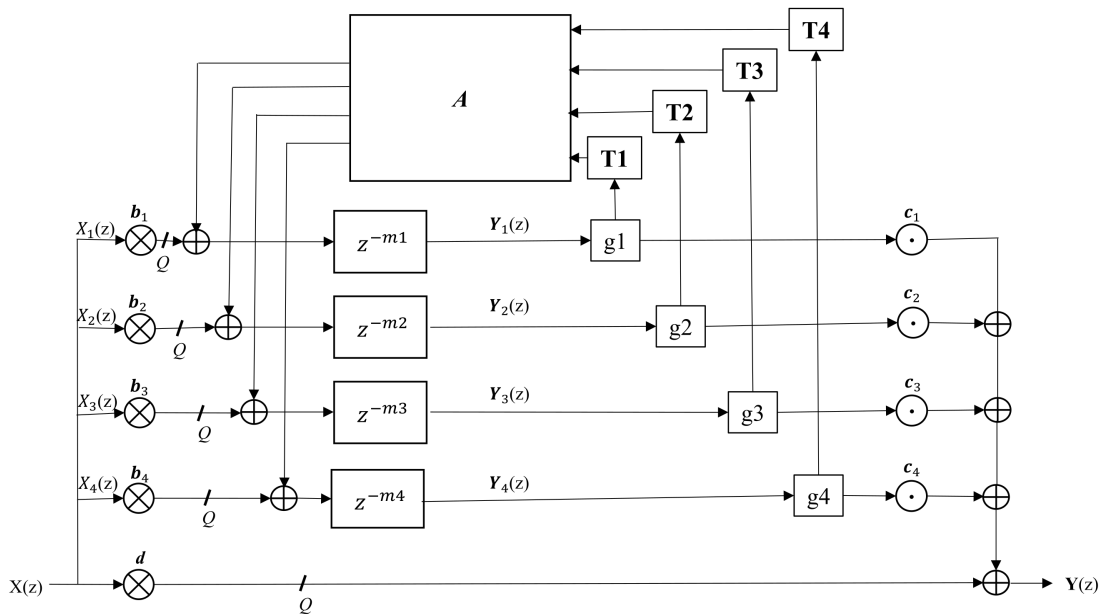 T4
T3
A
T2
T1
b₁
X₁(z)
Q
z⁻ᵐ¹
Y₁(z)
g1
c₁
b₂
X₂(z)
Q
z⁻ᵐ²
Y₂(z)
g2
c₂
b₃
X₃(z)
Q
z⁻ᵐ³
Y₃(z)
g3
c₃
b₄
X₄(z)
Q
z⁻ᵐ⁴
Y₄(z)
g4
c₄
d
X(z)
Q
Y(z)